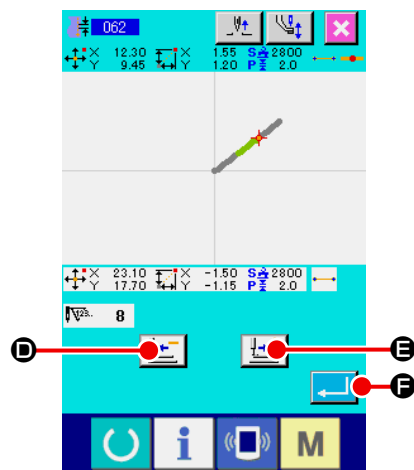 062
X 12.30 X 1.55 S 2800
Y 9.45 Y 1.20 P 2.0
X 23.10 X -1.50 S 2800
Y 17.70 Y -1.15 P 2.0
123.. 8
D E
F
i M